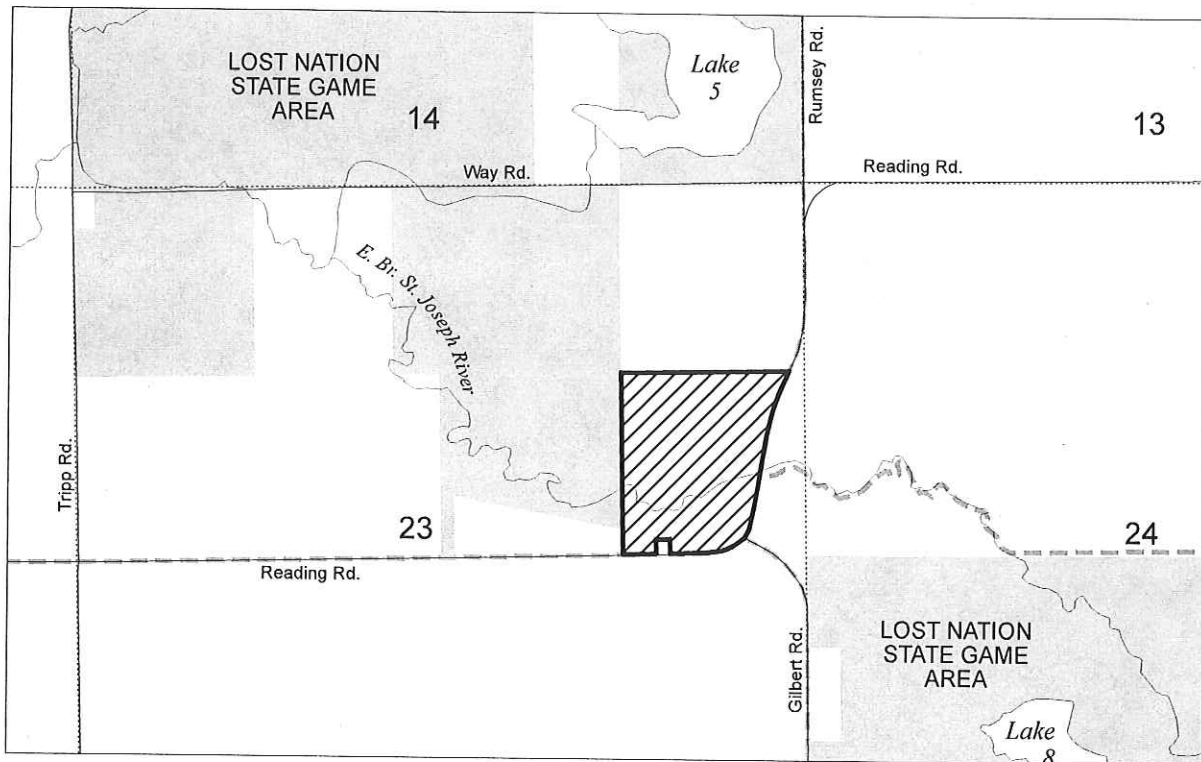 LOST NATION
STATE GAME
AREA
14
Lake
5
Rumsey Rd.
13
Way Rd.
Reading Rd.
E. Br. St. Joseph River
Tripp Rd.
23
24
Reading Rd.
Gilbert Rd.
LOST NATION
STATE GAME
AREA
Lake
8